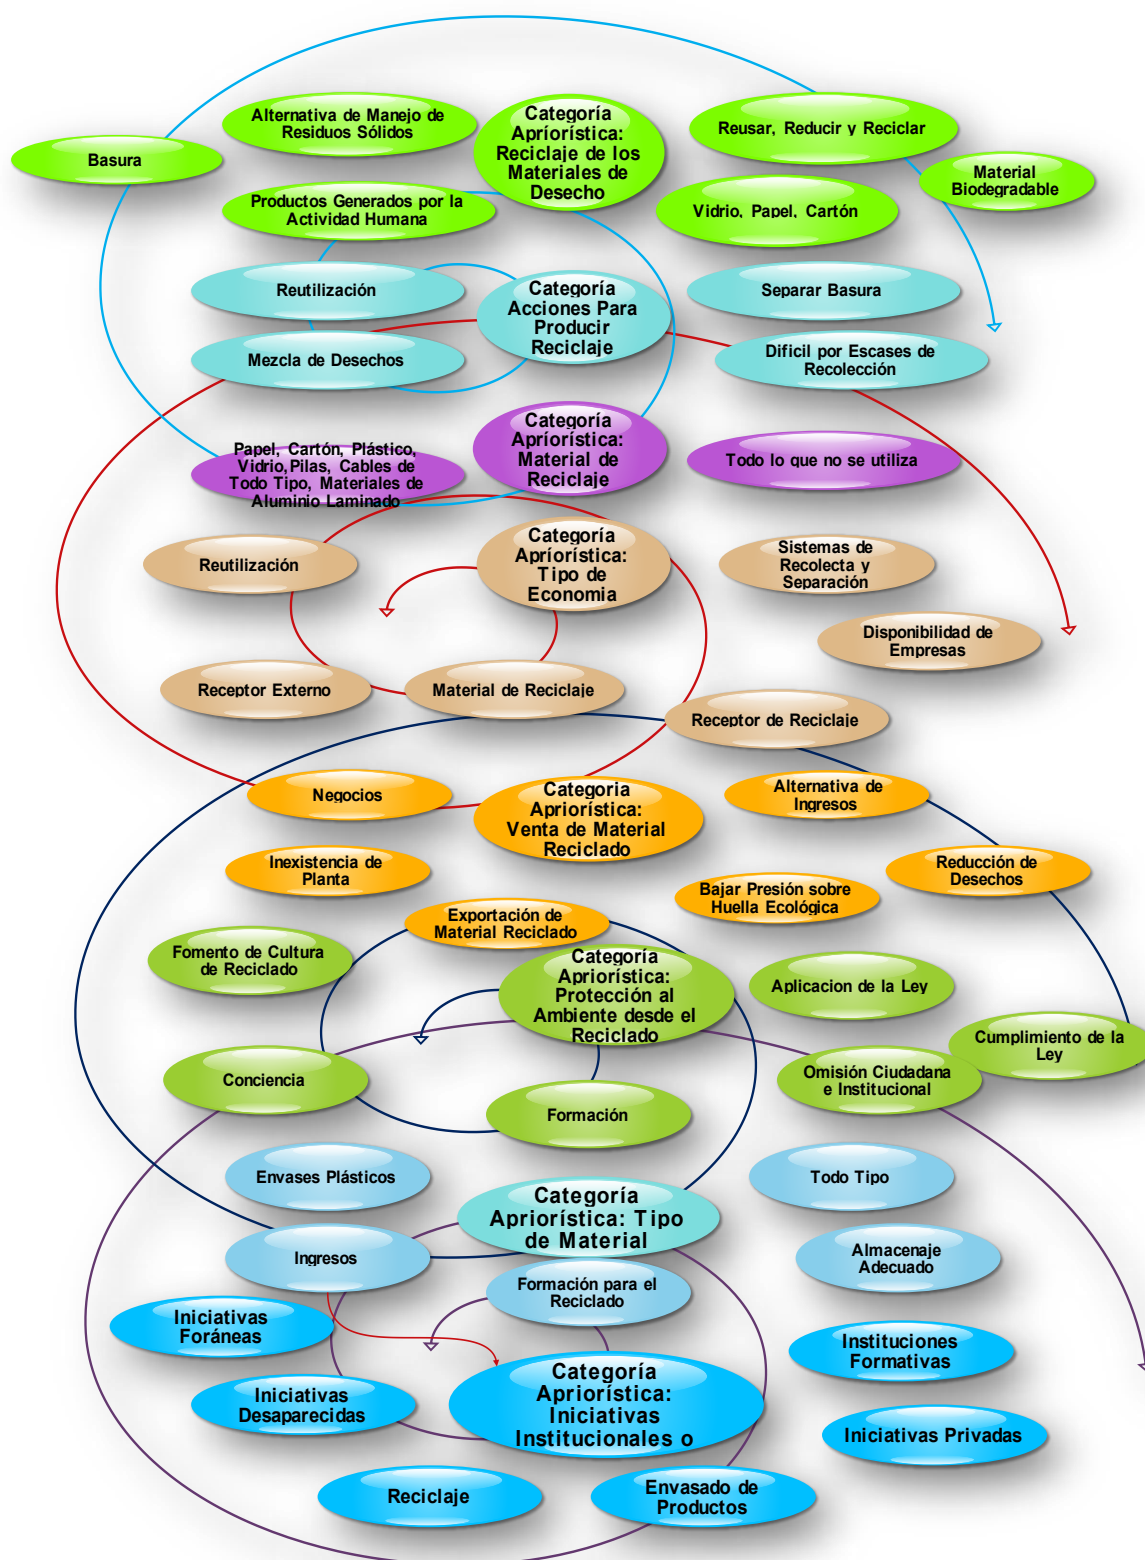 Alternativa de Manejo de
Residuos Sólidos
Categoría
Apríorística:
Reciclaje de los
Materiales de
Desecho
Reusar, Reducir y Reciclar
Basura
Material
Biodegradable
Productos Generados por la
Actividad Humana
Vidrio, Papel, Cartón
Reutilización
Categoría
Acciones Para
Producir
Reciclaje
Separar Basura
Mezcla de Desechos
Dificil por Escases de
Recolección
Papel, Cartón, Plástico,
Vidrio,Pilas, Cables de
Todo Tipo, Materiales de
Aluminio Laminado
Categoría
Apríorística:
Material de
Reciclaje
Todo lo que no se utiliza
Reutilización
Categoría
Apríorística:
Tipo de
Economia
Sistemas de
Recolecta y
Separación
Disponibilidad de
Empresas
Receptor Externo
Material de Reciclaje
Receptor de Reciclaje
Negocios
Categoria
Apriorística:
Venta de Material
Reciclado
Alternativa de
Ingresos
Inexistencia de
Planta
Bajar Presión sobre
Huella Ecológica
Reducción de
Desechos
Exportación de
Material Reciclado
Fomento de Cultura
de Reciclado
Categoría
Apriorística:
Protección al
Ambiente desde el
Reciclado
Aplicacion de la Ley
Cumplimiento de la
Ley
Conciencia
Omisión Ciudadana
e Institucional
Formación
Envases Plásticos
Categoría
Apriorística: Tipo
de Material
Todo Tipo
Ingresos
Almacenaje
Adecuado
Formación para el
Reciclado
Iniciativas
Foráneas
Instituciones
Formativas
Iniciativas
Desaparecidas
Categoría
Apriorística:
Iniciativas
Institucionales o
Iniciativas Privadas
Reciclaje
Envasado de
Productos